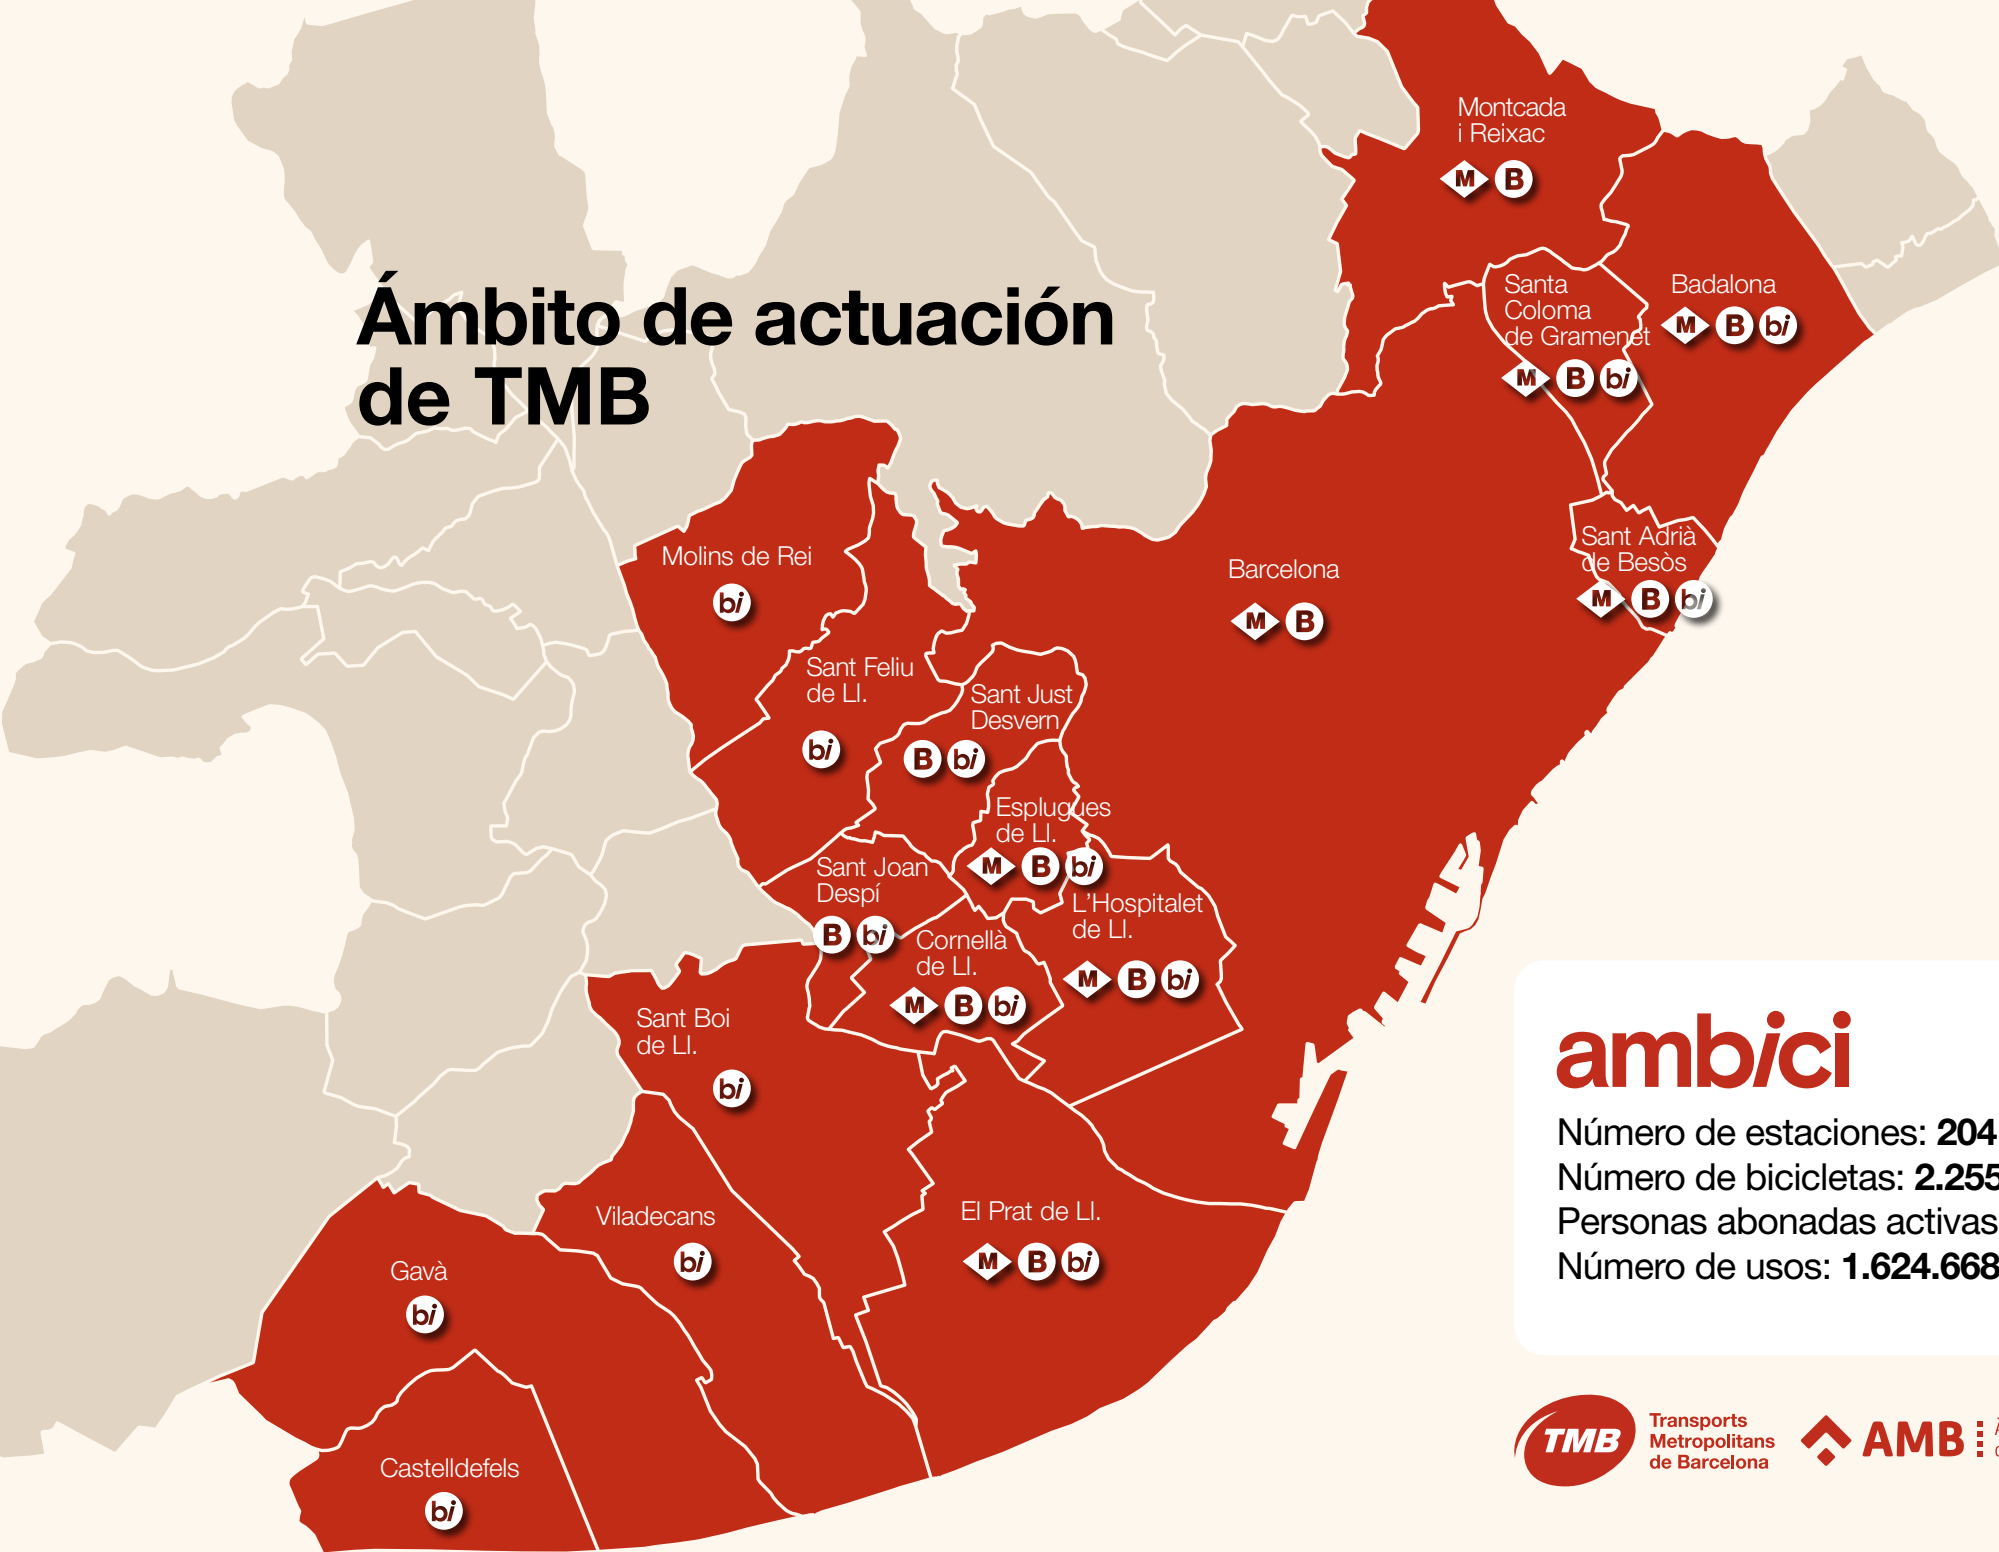 Montcada
i Reixac
M B
Ámbito de actuación
de TMB
Santa
Coloma
de Gramenet
M B bi
Badalona
M B bi
Molins de Rei
bi
Barcelona
M B
Sant Adrià
de Besòs
M B bi
Sant Feliu
de Ll.
bi
Sant Just
Desvern
B bi
Esplugues
de Ll.
M B bi
Sant Joan
Despí
B bi
L'Hospitalet
de Ll.
M B bi
Cornellà
de Ll.
M B bi
Sant Boi
de Ll.
bi
Viladecans
bi
El Prat de Ll.
M B bi
Gavà
bi
Castelldefels
bi
ambici
Número de estaciones: 204
Número de bicicletas: 2.255
Personas abonadas activas
Número de usos: 1.624.668
TMB
Transports
Metropolitans
de Barcelona
AMB